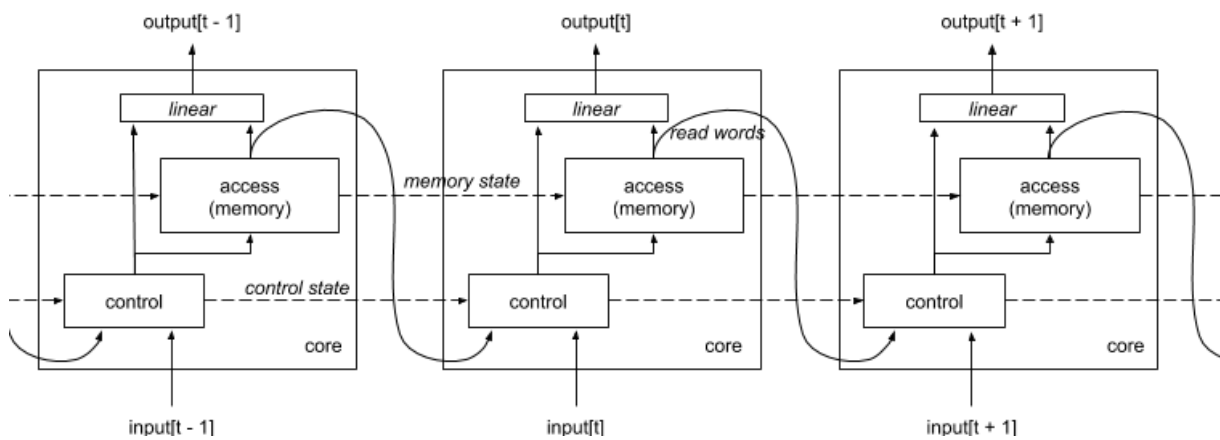 output[t - 1]
output[t]
output[t + 1]
linear
linear
linear
read words
access
(memory)
memory state
access
(memory)
access
(memory)
control
control state
control
control
core
core
core
input[t - 1]
input[t]
input[t + 1]